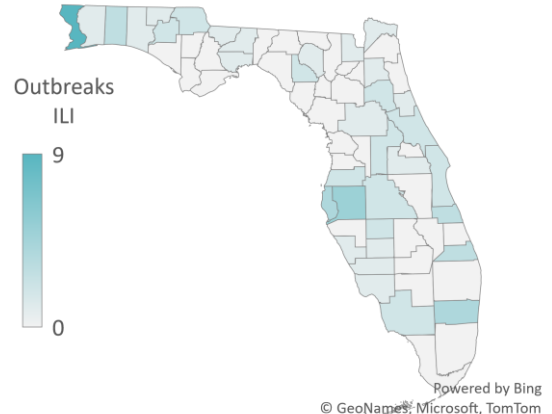 Outbreaks
ILI
9
0
Powered by Bing
© GeoNames, Microsoft, TomTom